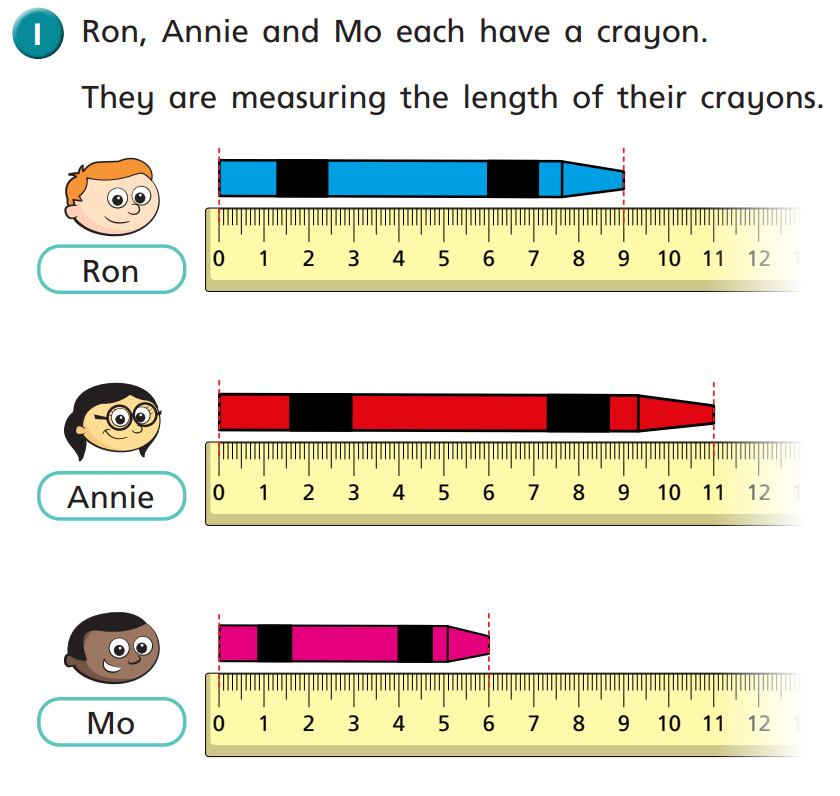 1 Ron, Annie and Mo each have a crayon.
They are measuring the length of their crayons.
0 1 2 3 4 5 6 7 8 9 10 11 12 1
Ron
0 1 2 3 4 5 6 7 8 9 10 11 12 1
Annie
0 1 2 3 4 5 6 7 8 9 10 11 12
Mo